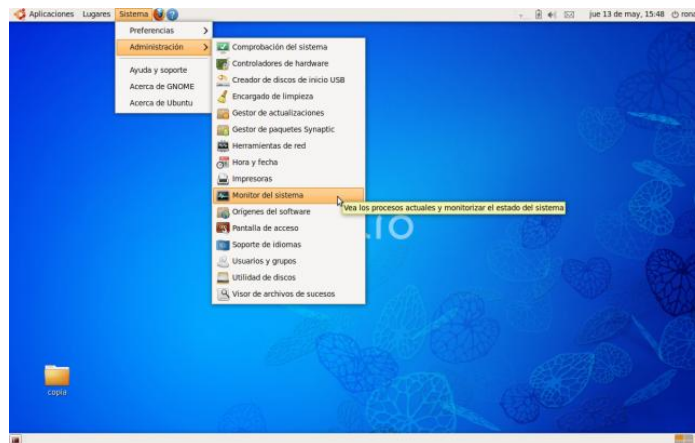 Aplicaciones Lugares Sistema
jue 13 de may, 15:48 rona
Preferencias
Administración
Ayuda y soporte
Acerca de GNOME
Acerca de Ubuntu
Comprobación del sistema
Controladores de hardware
Creador de discos de inicio USB
Encargado de limpieza
Gestor de actualizaciones
Gestor de paquetes Synaptic
Herramientas de red
Hora y fecha
Impresoras
Monitor del sistema
Vea los procesos actuales y monitorizar el estado del sistema
Orígenes del software
Pantalla de acceso
Soporte de idiomas
Usuarios y grupos
Utilidad de discos
Visor de archivos de sucesos
copia